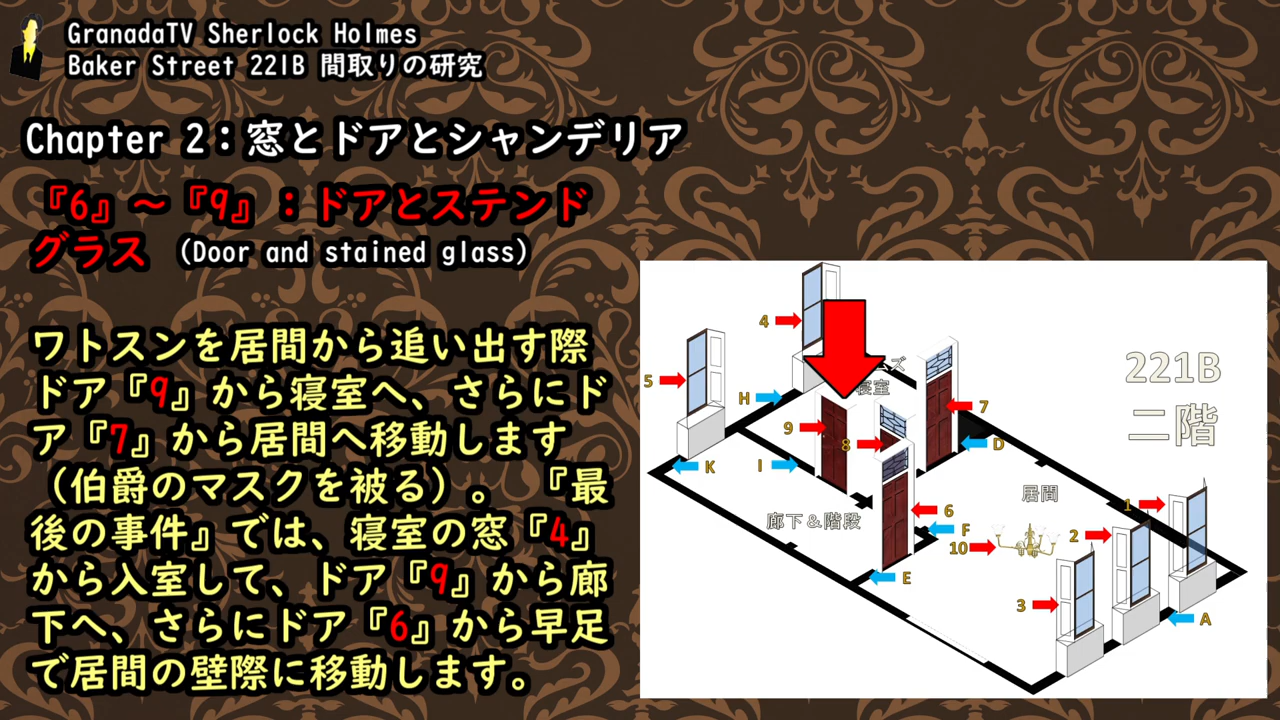 GranadaTV Sherlock Holmes
Baker Street 221B 間取りの研究
Chapter 2：窓とドアとシャンデリア
『6』～『9』：ドアとステンド
グラス （Door and stained glass）
ワトスンを居間から追い出す際
ドア『9』から寝室へ、さらにド
ア『7』から居間へ移動します
（伯爵のマスクを被る）。 『最
後の事件』では、寝室の窓『4』
から入室して、ドア『9』から廊
下へ、さらにドア『6』から早足
で居間の壁際に移動します。
221B
二階
4
5
ズ
寝室
H
7
9
8
D
K
I
居間
1
6
廊下＆階段
F
2
10
E
3
A